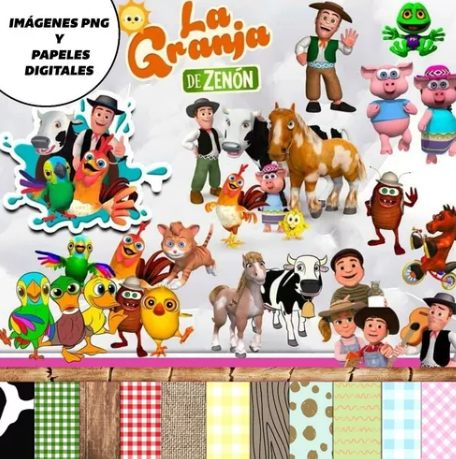 IMÁGENES PNG
Y
PAPELES
DIGITALES
La
Granja
DE ZENÓN